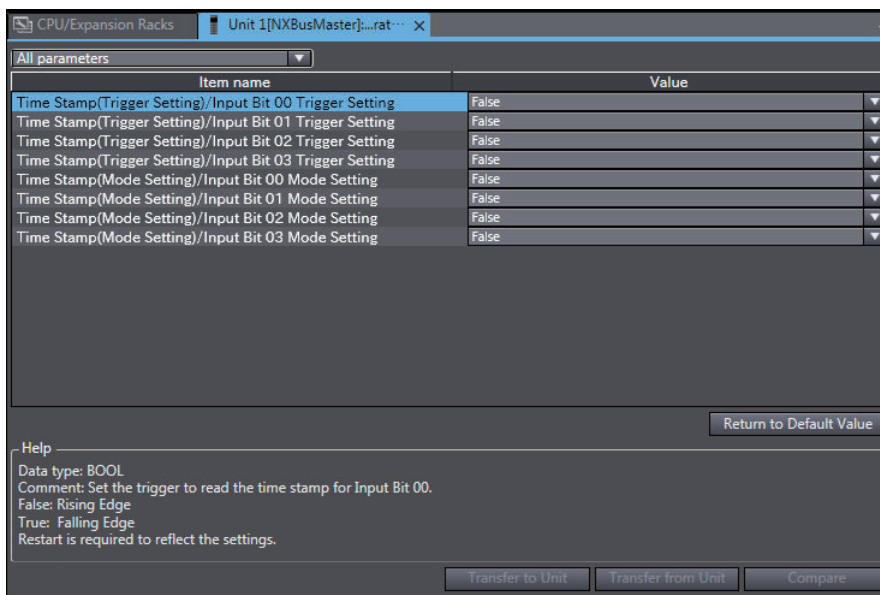 CPU/Expansion Racks
Unit 1[NXBusMaster]:...rat...
All parameters
Item name Value
Time Stamp(Trigger Setting)/Input Bit 00 Trigger Setting False
Time Stamp(Trigger Setting)/Input Bit 01 Trigger Setting False
Time Stamp(Trigger Setting)/Input Bit 02 Trigger Setting False
Time Stamp(Trigger Setting)/Input Bit 03 Trigger Setting False
Time Stamp(Mode Setting)/Input Bit 00 Mode Setting False
Time Stamp(Mode Setting)/Input Bit 01 Mode Setting False
Time Stamp(Mode Setting)/Input Bit 02 Mode Setting False
Time Stamp(Mode Setting)/Input Bit 03 Mode Setting False
Return to Default Value
Help
Data type: BOOL
Comment: Set the trigger to read the time stamp for Input Bit 00.
False: Rising Edge
True: Falling Edge
Restart is required to reflect the settings.
Transfer to Unit Transfer from Unit Compare